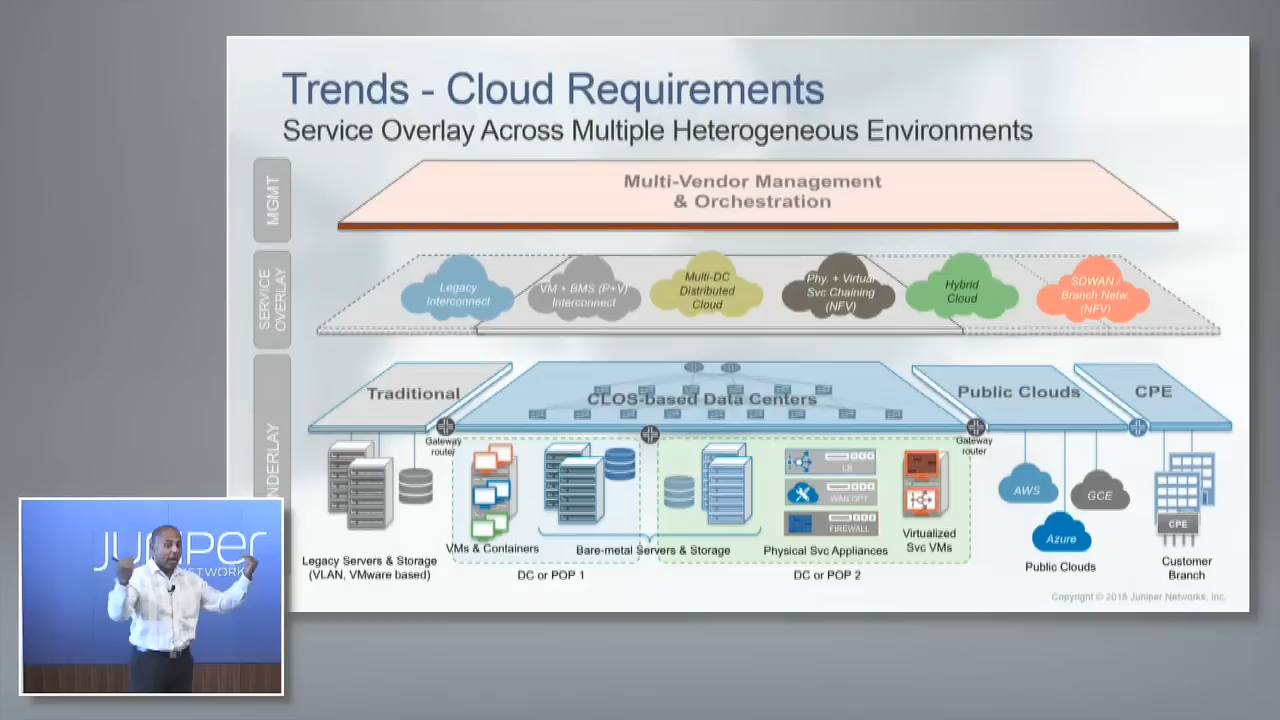 Trends - Cloud Requirements
Service Overlay Across Multiple Heterogeneous Environments
MGMT
Multi-Vendor Management
& Orchestration
SERVICE
OVERLAY
Legacy
Interconnect
VM + BMS (P+V)
Interconnect
Multi-DC
Distributed
Cloud
Phy. + Virtual
Svc Chaining
(NFV)
Hybrid
Cloud
SDWAN /
Branch Netw.
(NFV)
NDERLAY
Traditional
CLOS-based Data Centers
Public Clouds
CPE
Gateway
router
Gateway
router
LB
WAN OPT
FIREWALL
AWS
GCE
Azure
CPE
Legacy Servers & Storage
(VLAN, VMware based)
VMs & Containers
Bare-metal Servers & Storage
Physical Svc Appliances
Virtualized
Svc VMs
Public Clouds
Customer
Branch
DC or POP 1
DC or POP 2
Copyright © 2018 Juniper Networks, Inc.
JUNIPER
NETWORKS